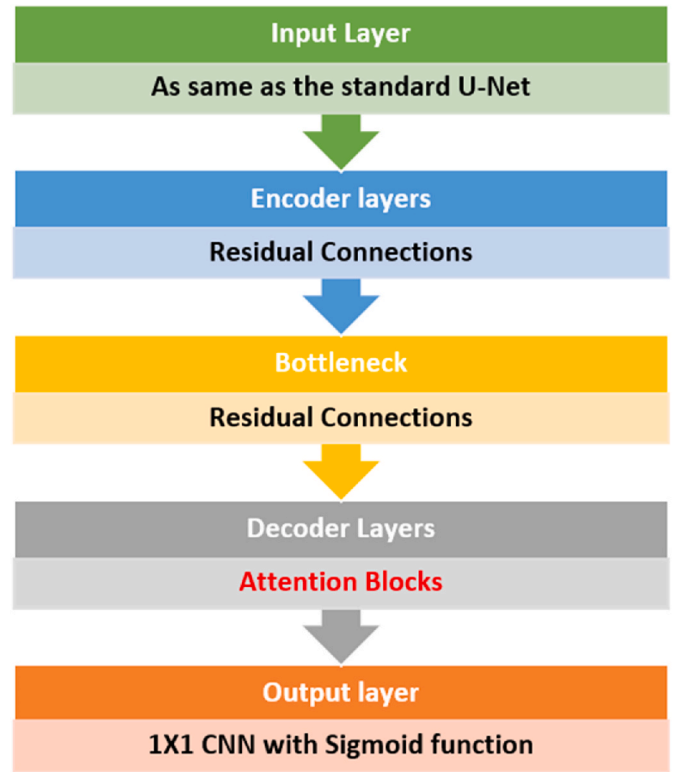 Input Layer
As same as the standard U-Net
Encoder layers
Residual Connections
Bottleneck
Residual Connections
Decoder Layers
Attention Blocks
Output layer
1X1 CNN with Sigmoid function